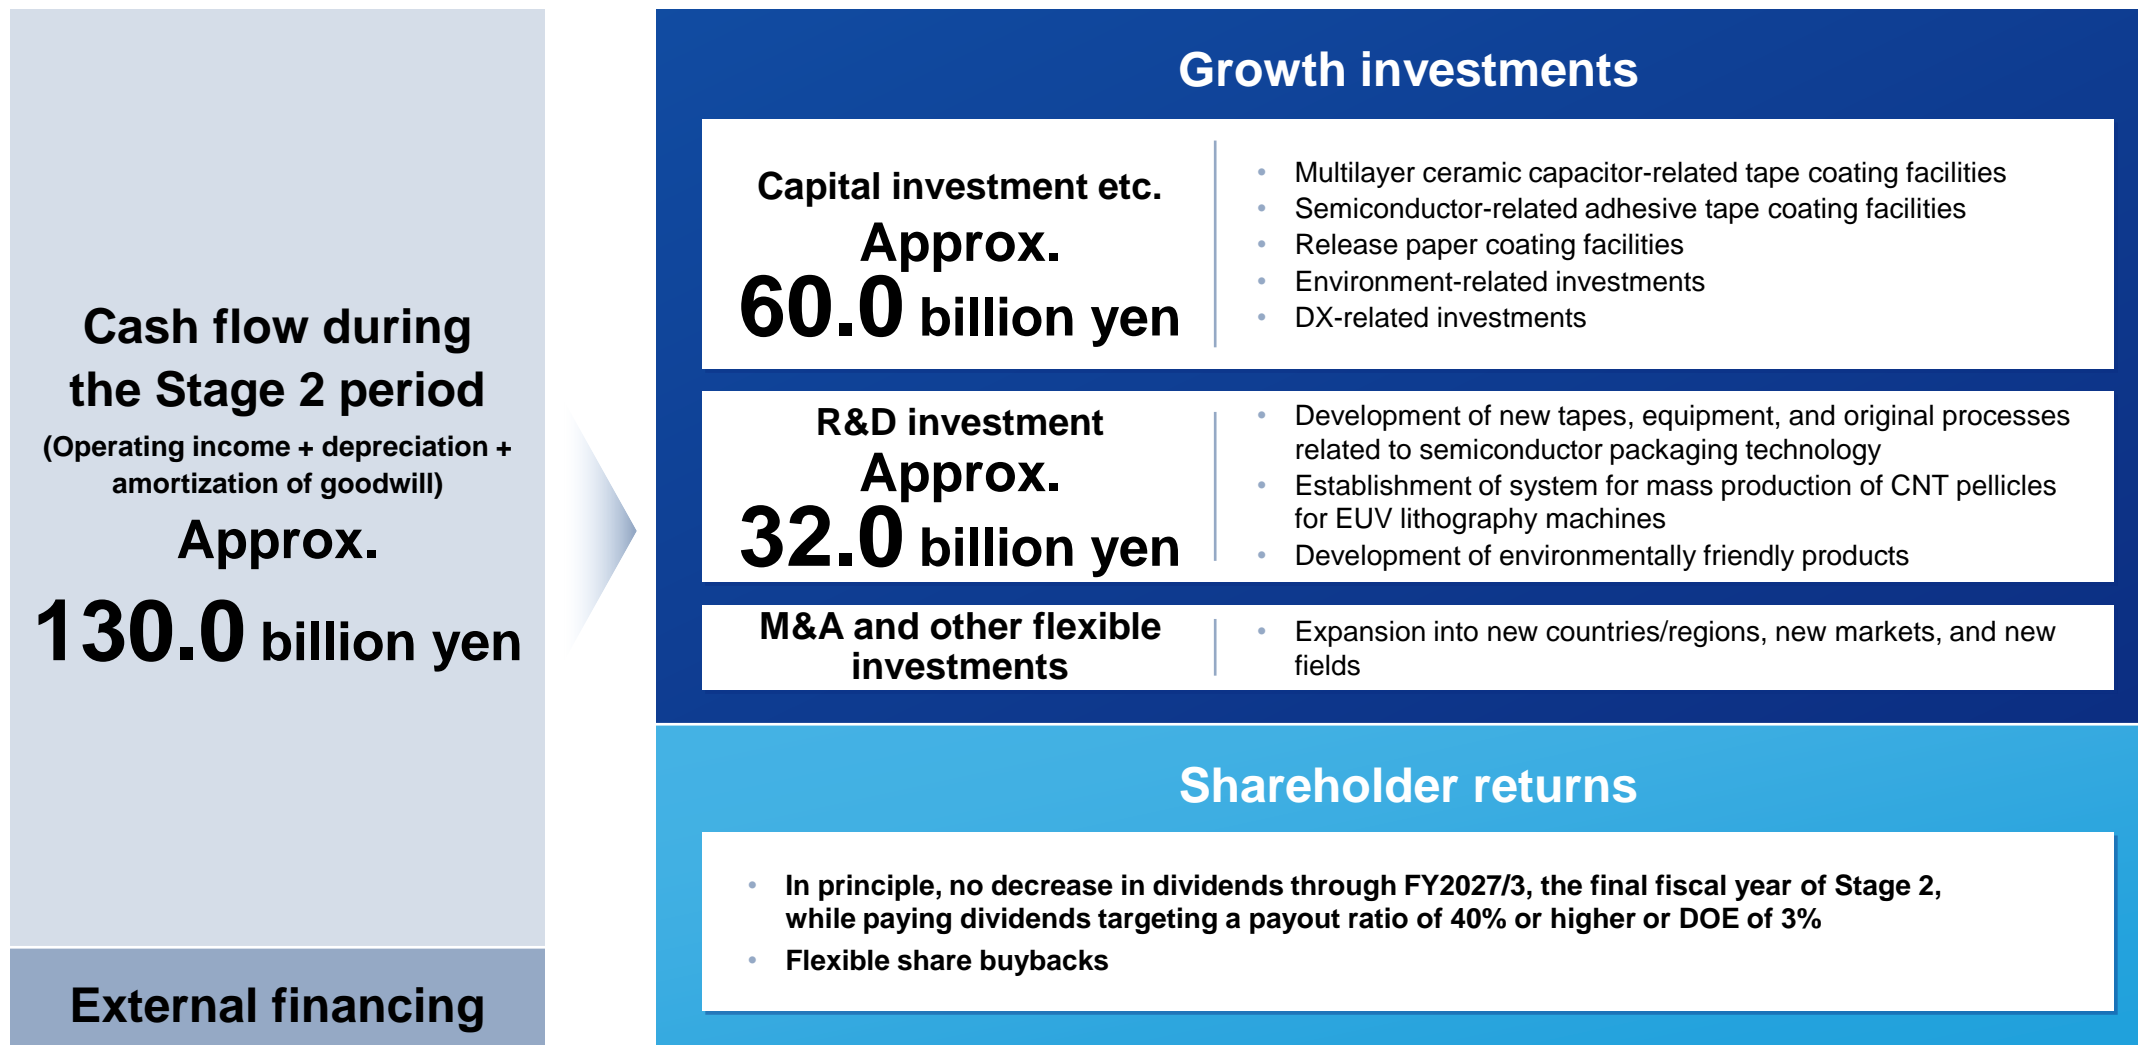 Cash flow during
the Stage 2 period
(Operating income + depreciation +
amortization of goodwill)
Approx.
130.0 billion yen
External financing
Growth investments
Capital investment etc.
Approx.
60.0 billion yen
• Multilayer ceramic capacitor-related tape coating facilities
• Semiconductor-related adhesive tape coating facilities
• Release paper coating facilities
• Environment-related investments
• DX-related investments
R&D investment
Approx.
32.0 billion yen
• Development of new tapes, equipment, and original processes
related to semiconductor packaging technology
• Establishment of system for mass production of CNT pellicles
for EUV lithography machines
• Development of environmentally friendly products
M&A and other flexible
investments
• Expansion into new countries/regions, new markets, and new
fields
Shareholder returns
• In principle, no decrease in dividends through FY2027/3, the final fiscal year of Stage 2,
while paying dividends targeting a payout ratio of 40% or higher or DOE of 3%
• Flexible share buybacks